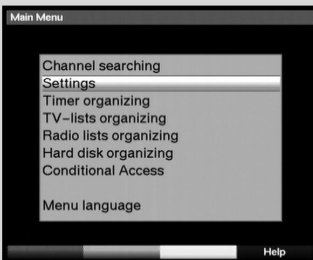 Main Menu
Channel searching
Settings
Timer organizing
TV-lists organizing
Radio lists organizing
Hard disk organizing
Conditional Access
Menu language
Help